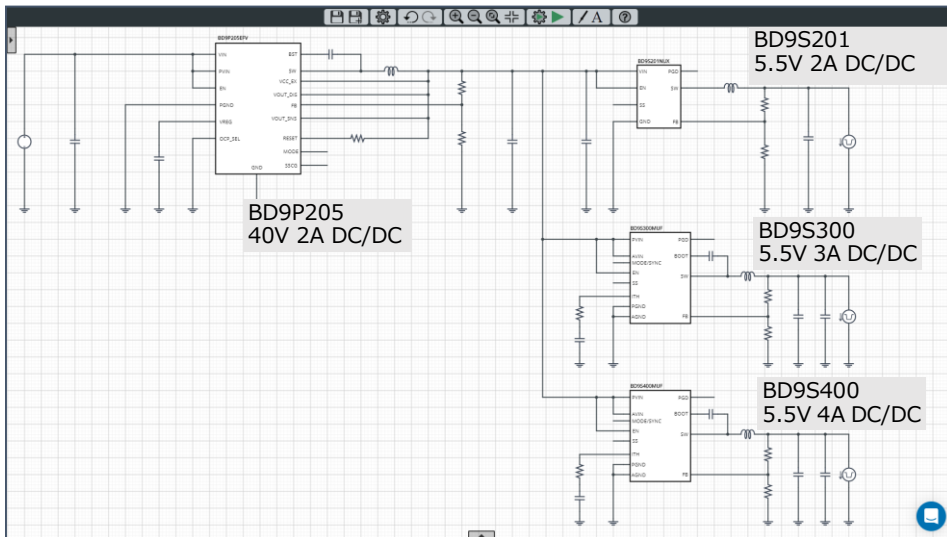 BD9P205EFV
VIN
PVIN
EN
PGND
VREG
OCP_SEL
GND
BST
SW
VCC_EX
VOUT_DIS
FB
VOUT_SNS
RESET
MODE
SSCG
BD9P205
40V 2A DC/DC
BD9S201
5.5V 2A DC/DC
BD9S201NUX
VIN
EN
SS
GND
PGD
SW
FB
BD9S300
5.5V 3A DC/DC
BD9S300MUF
PVIN
AVIN
MODE/SYNC
EN
SS
ITH
PGND
AGND
PGD
BOOT
SW
FB
BD9S400
5.5V 4A DC/DC
BD9S400MUF
PVIN
AVIN
MODE/SYNC
EN
SS
ITH
PGND
AGND
PGD
BOOT
SW
FB